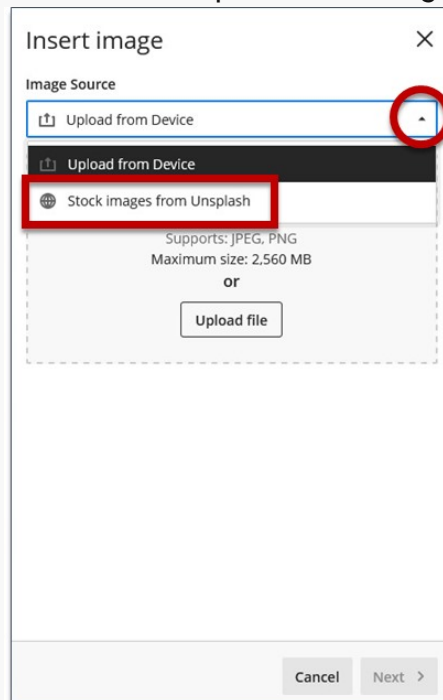 Insert image
Image Source
Upload from Device
Upload from Device
Stock images from Unsplash
Supports: JPEG, PNG
Maximum size: 2,560 MB
or
Upload file
Cancel Next